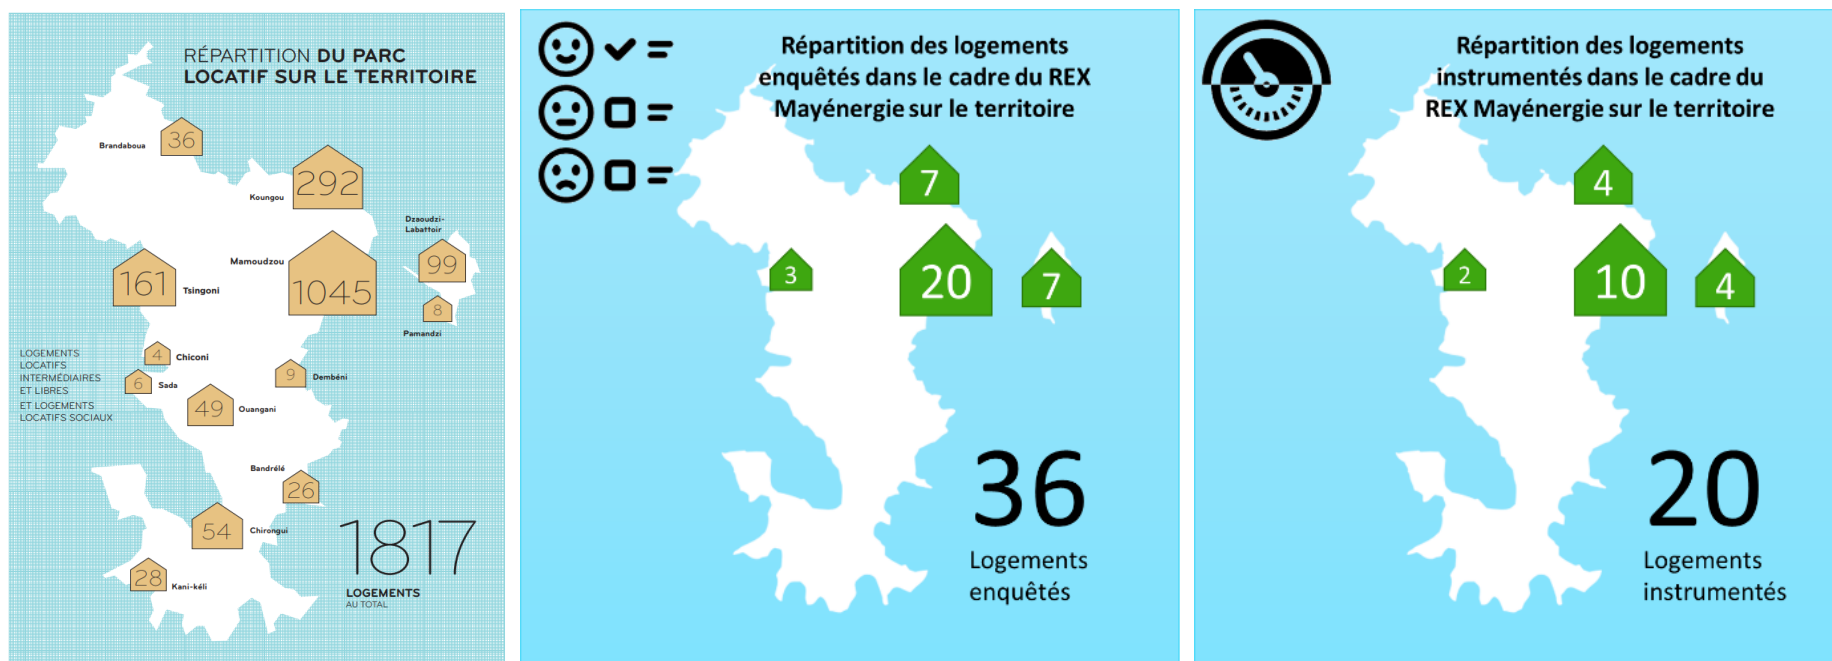 RÉPARTITION DU PARC
LOCATIF SUR LE TERRITOIRE
36
Brandaboua
292
Koungou
Dzaoudzi-
Labattoir
Mamoudzou
99
161
Tsingoni
1045
8
Pamandzi
4
Chiconi
LOGEMENTS
LOCATIFS
INTERMÉDIAIRES
ET LIBRES
ET LOGEMENTS
LOCATIFS SOCIAUX
6
Sada
9
Dembéni
49
Ouangani
Bandrélé
26
54
Chirongui
28
Kani-kéli
1817
LOGEMENTS
AU TOTAL
Répartition des logements
enquêtés dans le cadre du REX
Mayénergie sur le territoire
7
3
20
7
36
Logements
enquêtés
Répartition des logements
instrumentés dans le cadre du
REX Mayénergie sur le territoire
4
2
10
4
20
Logements
instrumentés